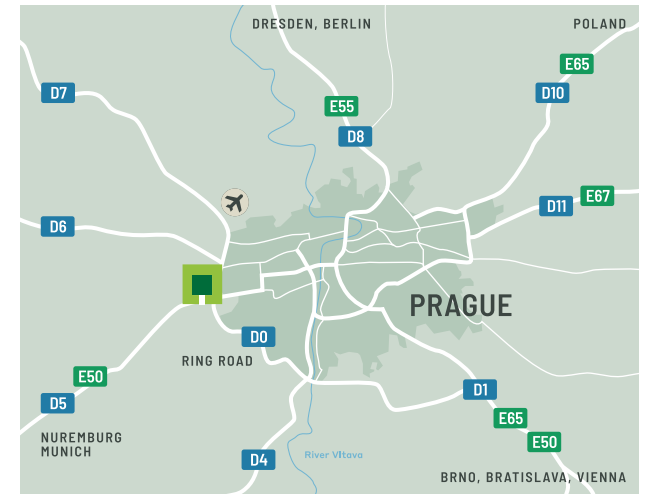 DRESDEN, BERLIN
POLAND
E65
D7
D10
E55
D8
E67
D11
D6
PRAGUE
D0
RING ROAD
E50
D1
D5
E65
NUREMBURG
MUNICH
E50
River Vltava
D4
BRNO, BRATISLAVA, VIENNA